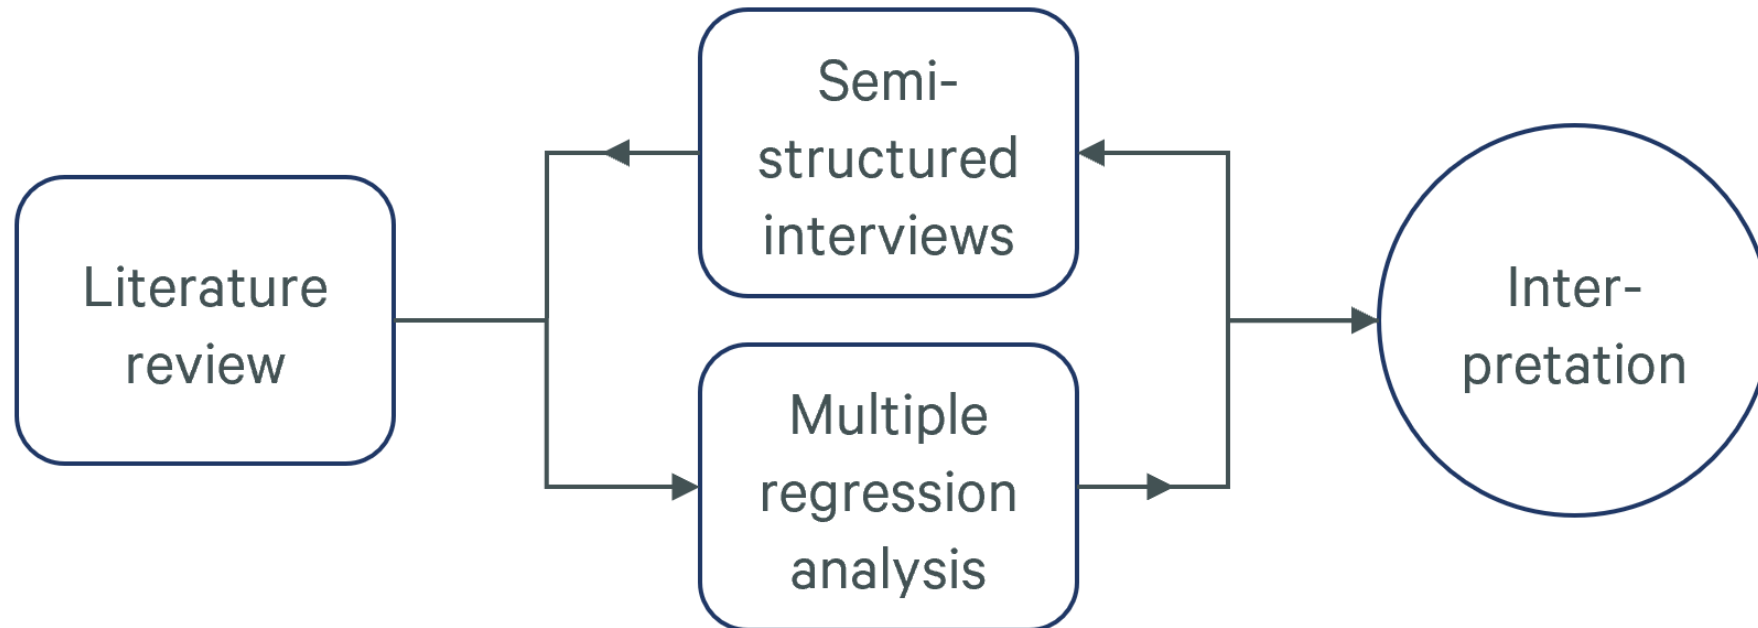 Literature
review
Semi-
structured
interviews
Multiple
regression
analysis
Inter-
pretation